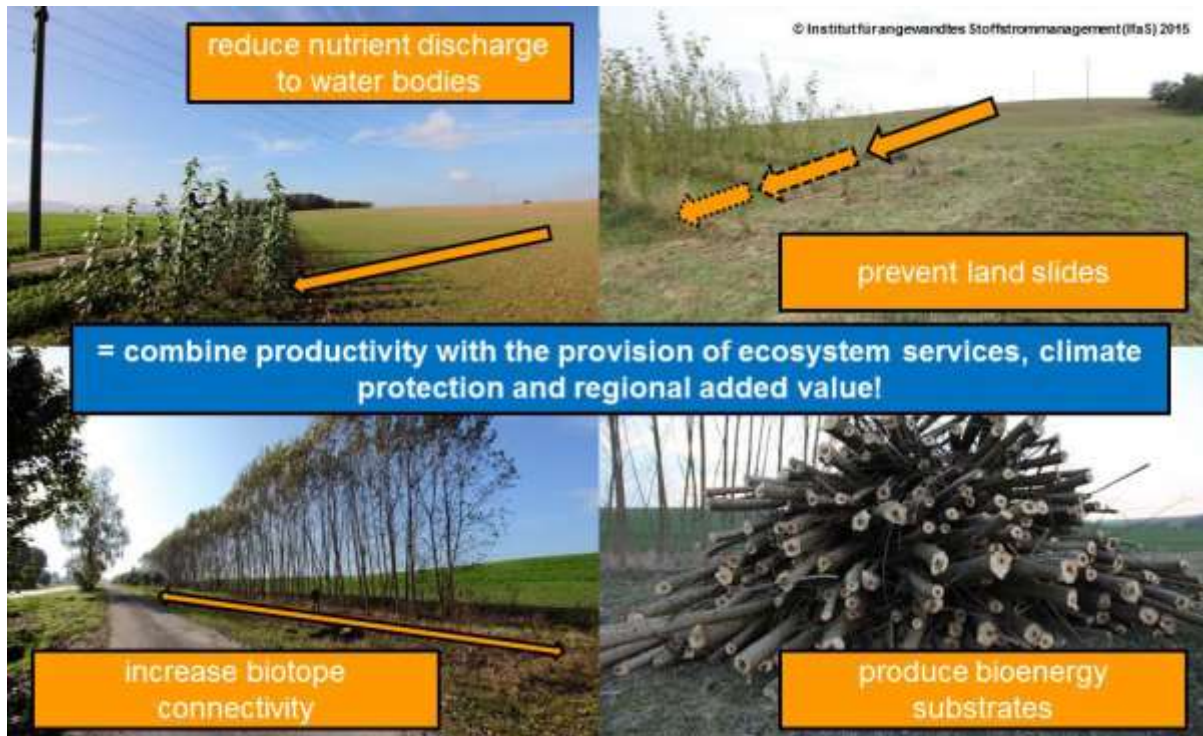 reduce nutrient discharge
to water bodies
© Institut für angewandtes Stoffstrommanagement (IfaS) 2015
prevent land slides
= combine productivity with the provision of ecosystem services, climate
protection and regional added value!
increase biotope
connectivity
produce bioenergy
substrates